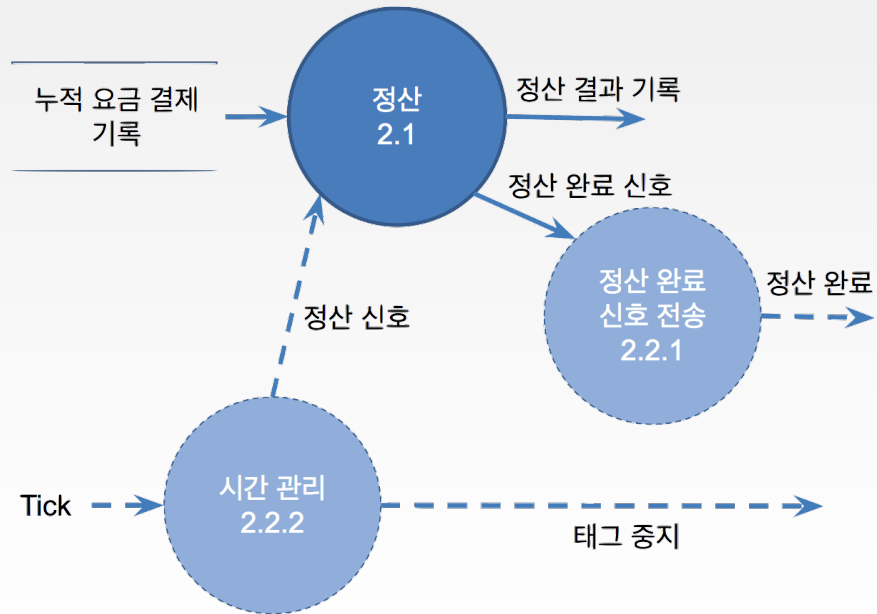 누적 요금 결제
기록
정산
2.1
정산 결과 기록
정산 완료 신호
정산 완료
신호 전송
2.2.1
정산 완료
정산 신호
Tick
시간 관리
2.2.2
태그 중지